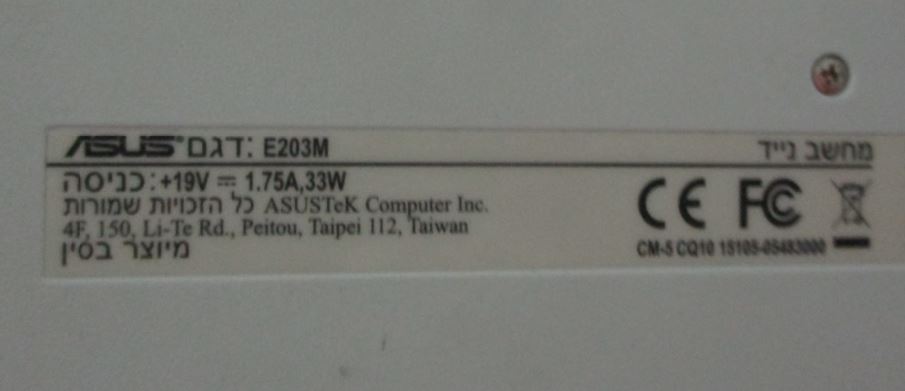 ASUS דגם: E203M
מחשב נייד
כניסה: +19V ⎓ 1.75A,33W
כל הזכויות שמורות ASUSTeK Computer Inc.
4F, 150, Li-Te Rd., Peitou, Taipei 112, Taiwan
מיוצר בסין
CE FC
CM-5 CQ10 15105-05483000